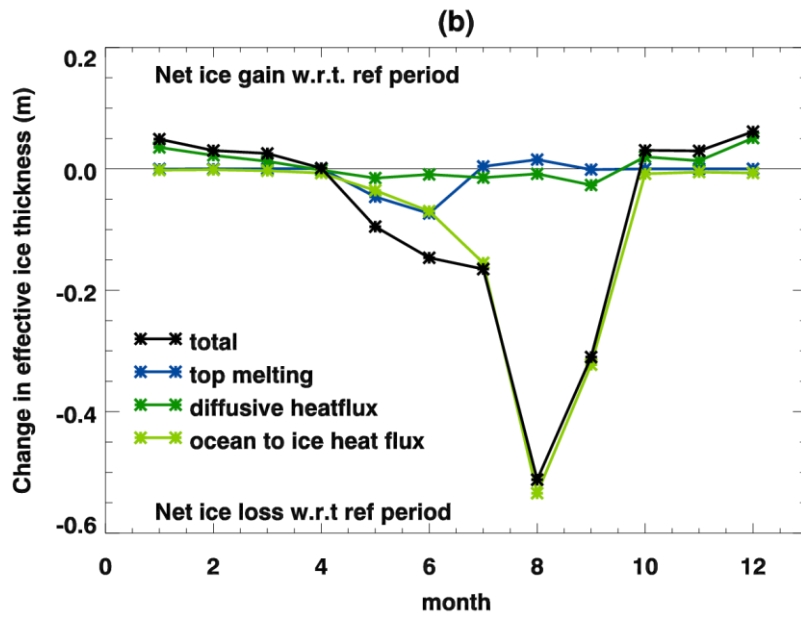 (b)
Net ice gain w.r.t. ref period
Change in effective ice thickness (m)
0.2
0.0
-0.2
-0.4
-0.6
total
top melting
diffusive heatflux
ocean to ice heat flux
Net ice loss w.r.t ref period
0 2 4 6 8 10 12
month